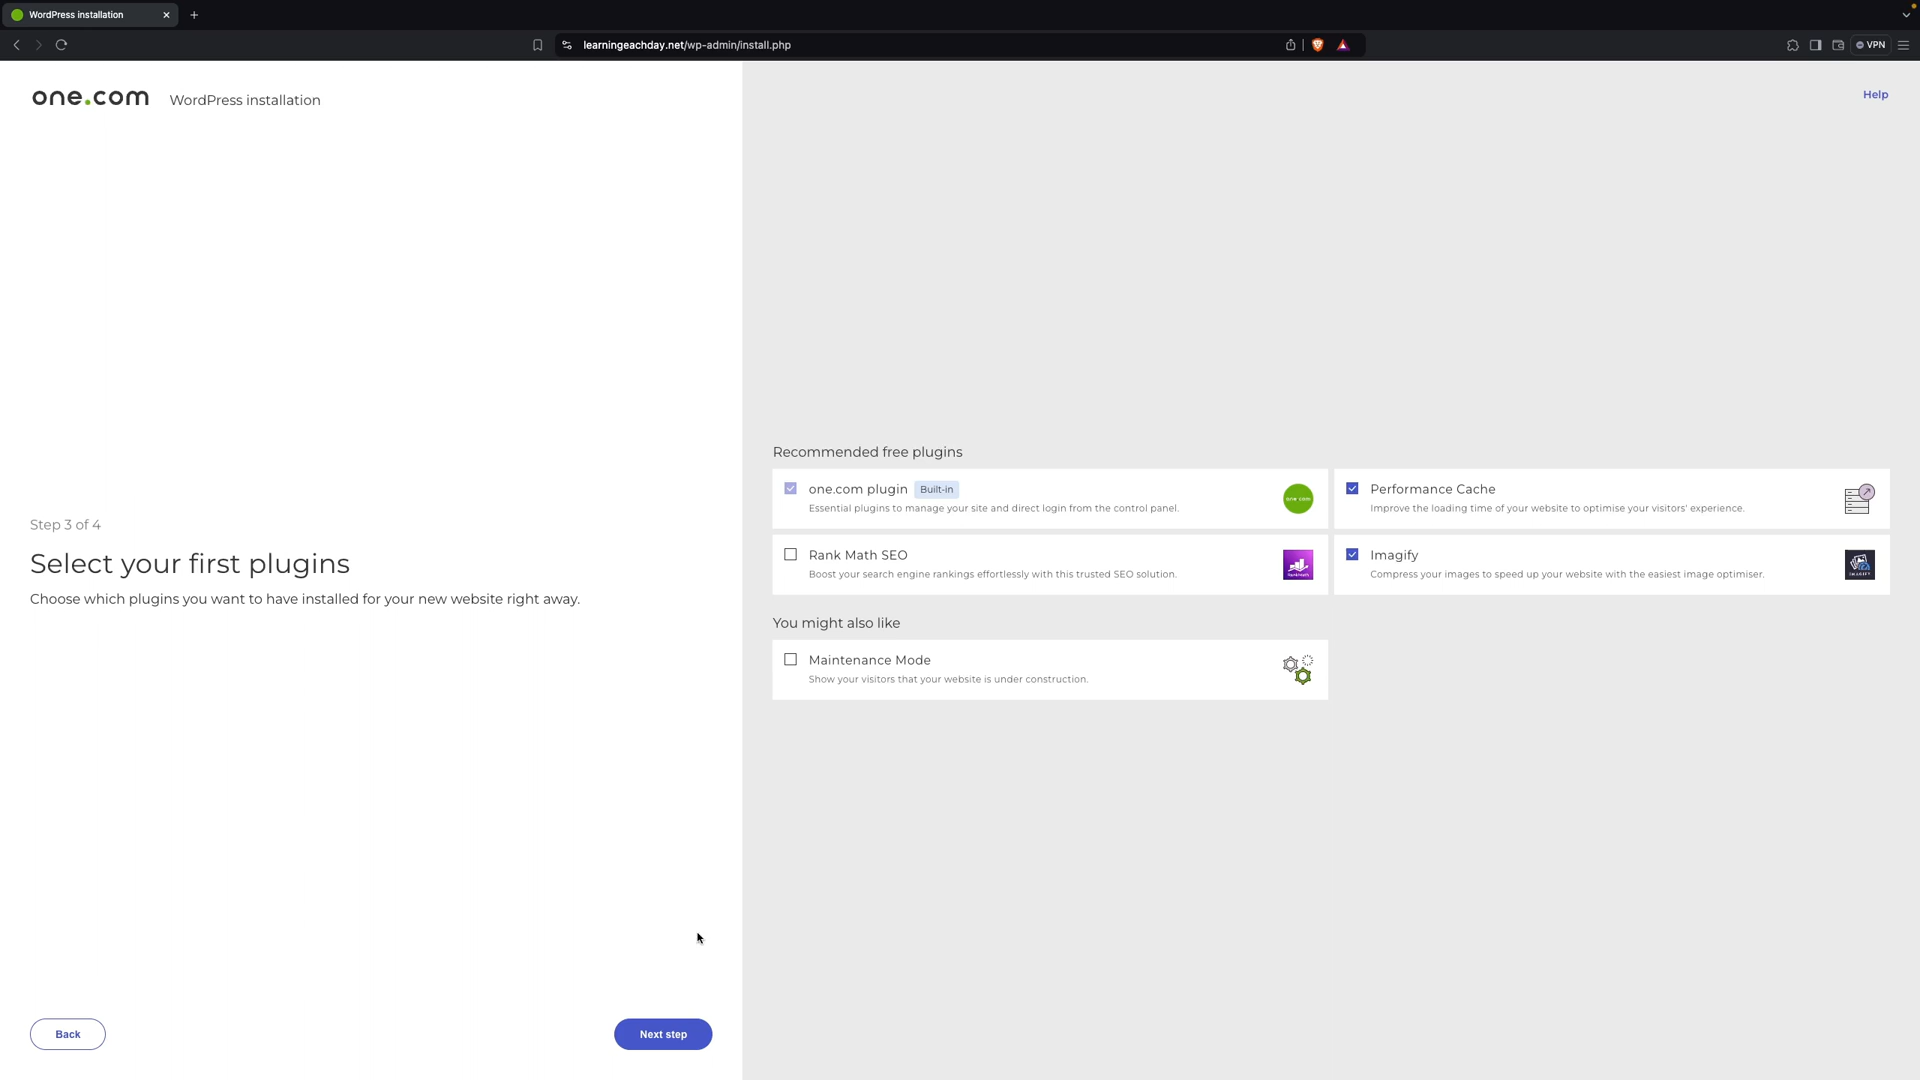 WordPress installation
learningeachday.net/wp-admin/install.php
VPN
one.com
WordPress installation
Help
Step 3 of 4
Select your first plugins
Choose which plugins you want to have installed for your new website right away.
Back
Next step
Recommended free plugins
one.com plugin
Built-in
Essential plugins to manage your site and direct login from the control panel.
one.com
Performance Cache
Improve the loading time of your website to optimise your visitors' experience.
Rank Math SEO
Boost your search engine rankings effortlessly with this trusted SEO solution.
RankMath
Imagify
Compress your images to speed up your website with the easiest image optimiser.
IMAGIFY
You might also like
Maintenance Mode
Show your visitors that your website is under construction.